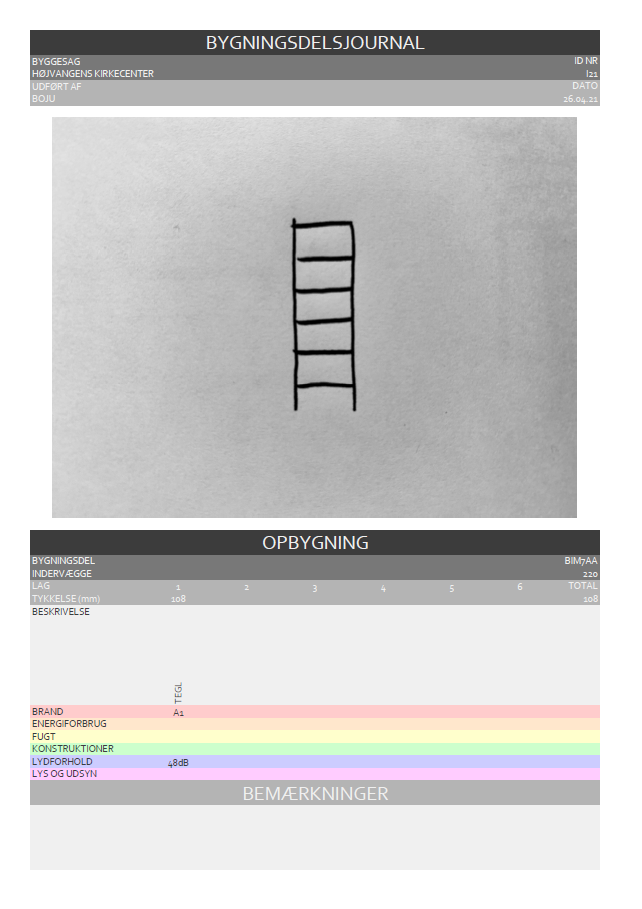 BYGNINGSDELSJOURNAL
BYGGESAG ID NR
HØJVANGENS KIRKECENTER I21
UDFØRT AF DATO
BOJU 26.04.21
OPBYGNING
BYGNINGSDEL BIM7AA
INDERVÆGGE 220
LAG 1 2 3 4 5 6 TOTAL
TYKKELSE (mm) 108 108
BESKRIVELSE
TEGL
BRAND A1
ENERGIFORBRUG
FUGT
KONSTRUKTIONER
LYDFORHOLD 48dB
LYS OG UDSYN
BEMÆRKNINGER